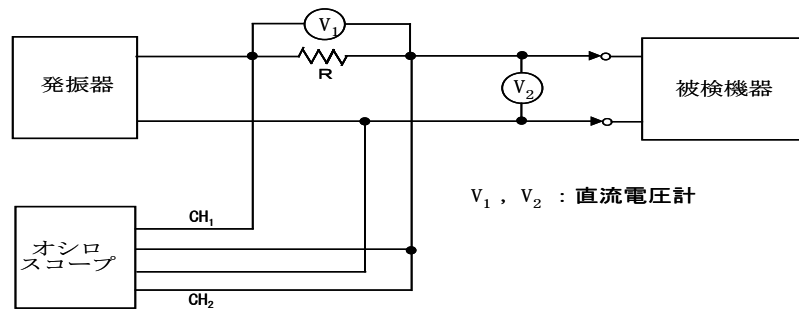 V1
R
発振器
V2
被検機器
V1 , V2 : 直流電圧計
CH1
オシロ
スコープ
CH2